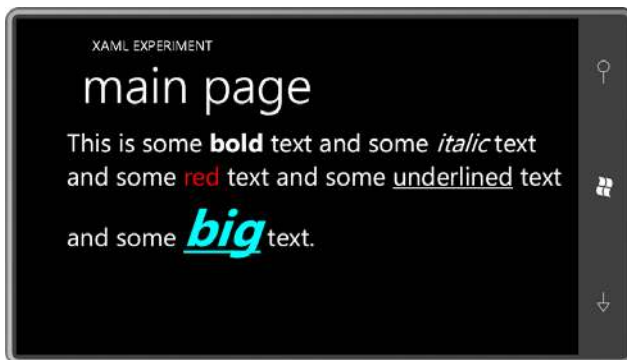 XAML EXPERIMENT
main page
This is some bold text and some italic text
and some red text and some underlined text
and some big text.